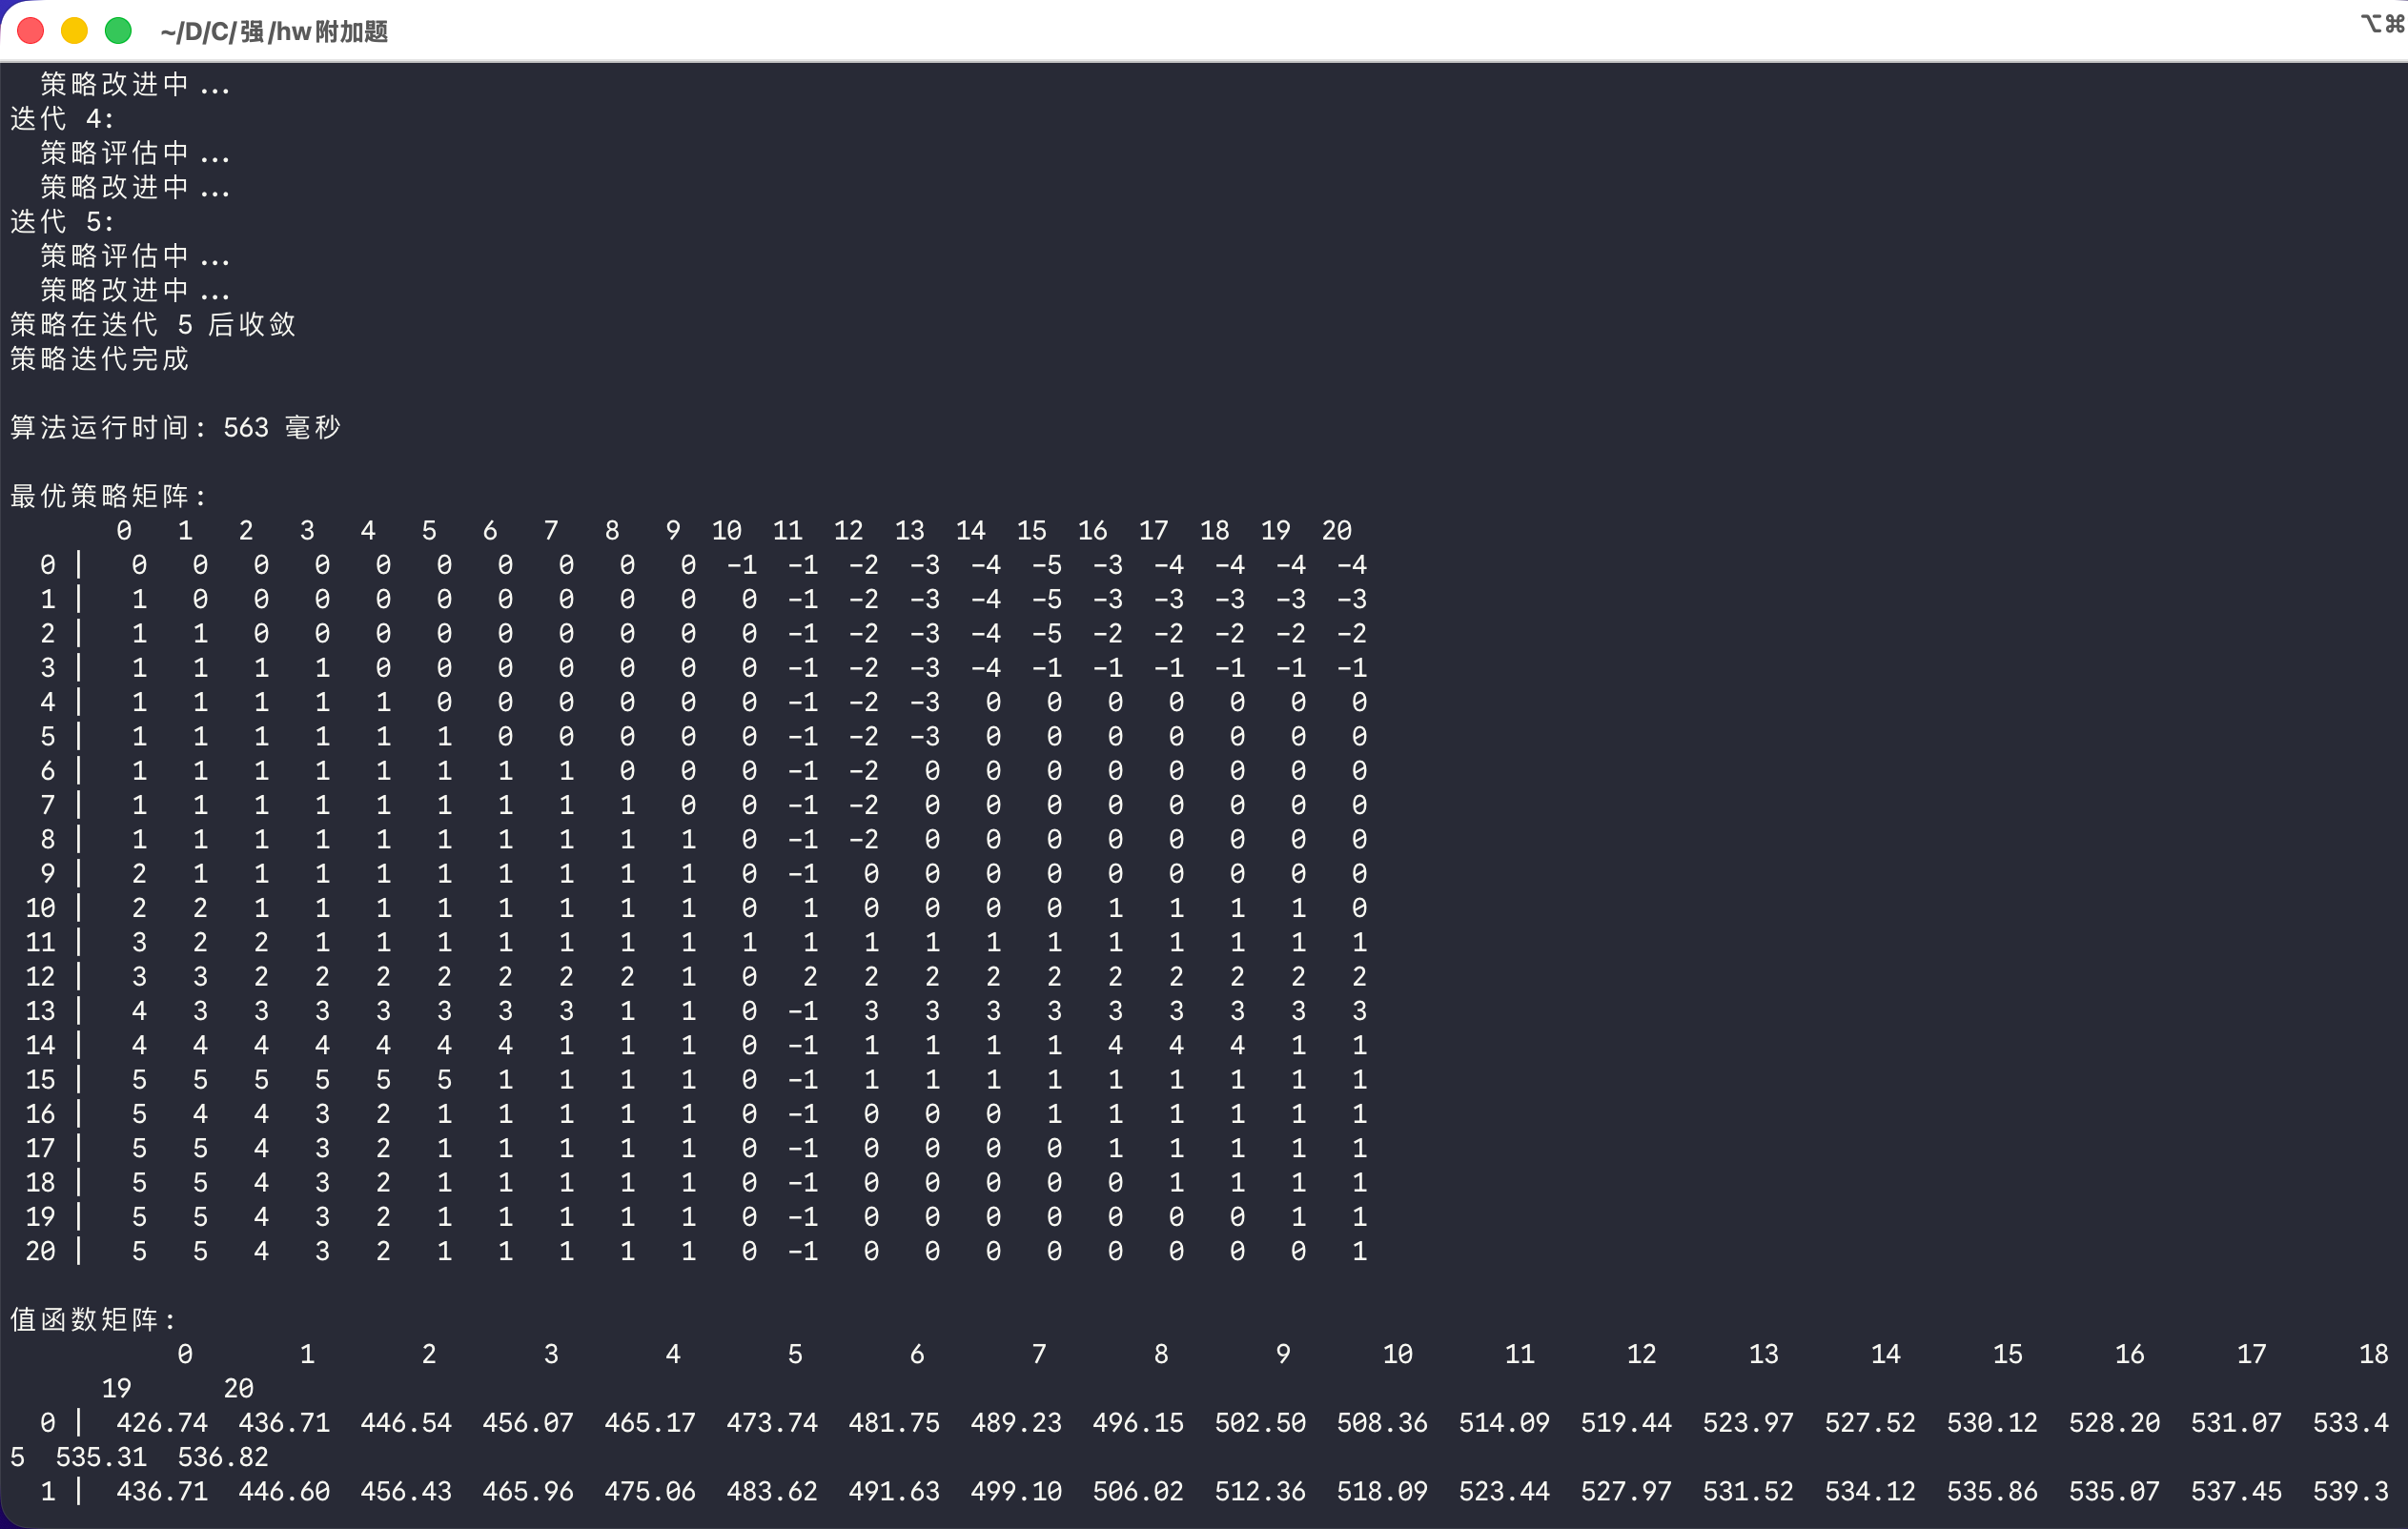 ~/D/C/强/hw附加题 ⌥⌘
策略改进中...
迭代 4:
策略评估中...
策略改进中...
迭代 5:
策略评估中...
策略改进中...
策略在迭代 5 后收敛
策略迭代完成
算法运行时间: 563 毫秒
最优策略矩阵:
0 1 2 3 4 5 6 7 8 9 10 11 12 13 14 15 16 17 18 19 20
0 | 0 0 0 0 0 0 0 0 0 0 -1 -1 -2 -3 -4 -5 -3 -4 -4 -4 -4
1 | 1 0 0 0 0 0 0 0 0 0 0 -1 -2 -3 -4 -5 -3 -3 -3 -3 -3
2 | 1 1 0 0 0 0 0 0 0 0 0 -1 -2 -3 -4 -5 -2 -2 -2 -2 -2
3 | 1 1 1 1 0 0 0 0 0 0 0 -1 -2 -3 -4 -1 -1 -1 -1 -1 -1
4 | 1 1 1 1 1 0 0 0 0 0 0 -1 -2 -3 0 0 0 0 0 0 0
5 | 1 1 1 1 1 1 0 0 0 0 0 -1 -2 -3 0 0 0 0 0 0 0
6 | 1 1 1 1 1 1 1 1 0 0 0 -1 -2 0 0 0 0 0 0 0 0
7 | 1 1 1 1 1 1 1 1 1 0 0 -1 -2 0 0 0 0 0 0 0 0
8 | 1 1 1 1 1 1 1 1 1 1 0 -1 -2 0 0 0 0 0 0 0 0
9 | 2 1 1 1 1 1 1 1 1 1 0 -1 0 0 0 0 0 0 0 0 0
10 | 2 2 1 1 1 1 1 1 1 1 0 1 0 0 0 0 1 1 1 1 0
11 | 3 2 2 1 1 1 1 1 1 1 1 1 1 1 1 1 1 1 1 1 1
12 | 3 3 2 2 2 2 2 2 2 1 0 2 2 2 2 2 2 2 2 2 2
13 | 4 3 3 3 3 3 3 3 1 1 0 -1 3 3 3 3 3 3 3 3 3
14 | 4 4 4 4 4 4 4 1 1 1 0 -1 1 1 1 1 4 4 4 1 1
15 | 5 5 5 5 5 5 1 1 1 1 0 -1 1 1 1 1 1 1 1 1 1
16 | 5 4 4 3 2 1 1 1 1 1 0 -1 0 0 0 1 1 1 1 1 1
17 | 5 5 4 3 2 1 1 1 1 1 0 -1 0 0 0 0 1 1 1 1 1
18 | 5 5 4 3 2 1 1 1 1 1 0 -1 0 0 0 0 0 1 1 1 1
19 | 5 5 4 3 2 1 1 1 1 1 0 -1 0 0 0 0 0 0 0 1 1
20 | 5 5 4 3 2 1 1 1 1 1 0 -1 0 0 0 0 0 0 0 0 1
值函数矩阵:
0 1 2 3 4 5 6 7 8 9 10 11 12 13 14 15 16 17 18
19 20
0 | 426.74 436.71 446.54 456.07 465.17 473.74 481.75 489.23 496.15 502.50 508.36 514.09 519.44 523.97 527.52 530.12 528.20 531.07 533.4
5 535.31 536.82
1 | 436.71 446.60 456.43 465.96 475.06 483.62 491.63 499.10 506.02 512.36 518.09 523.44 527.97 531.52 534.12 535.86 535.07 537.45 539.3